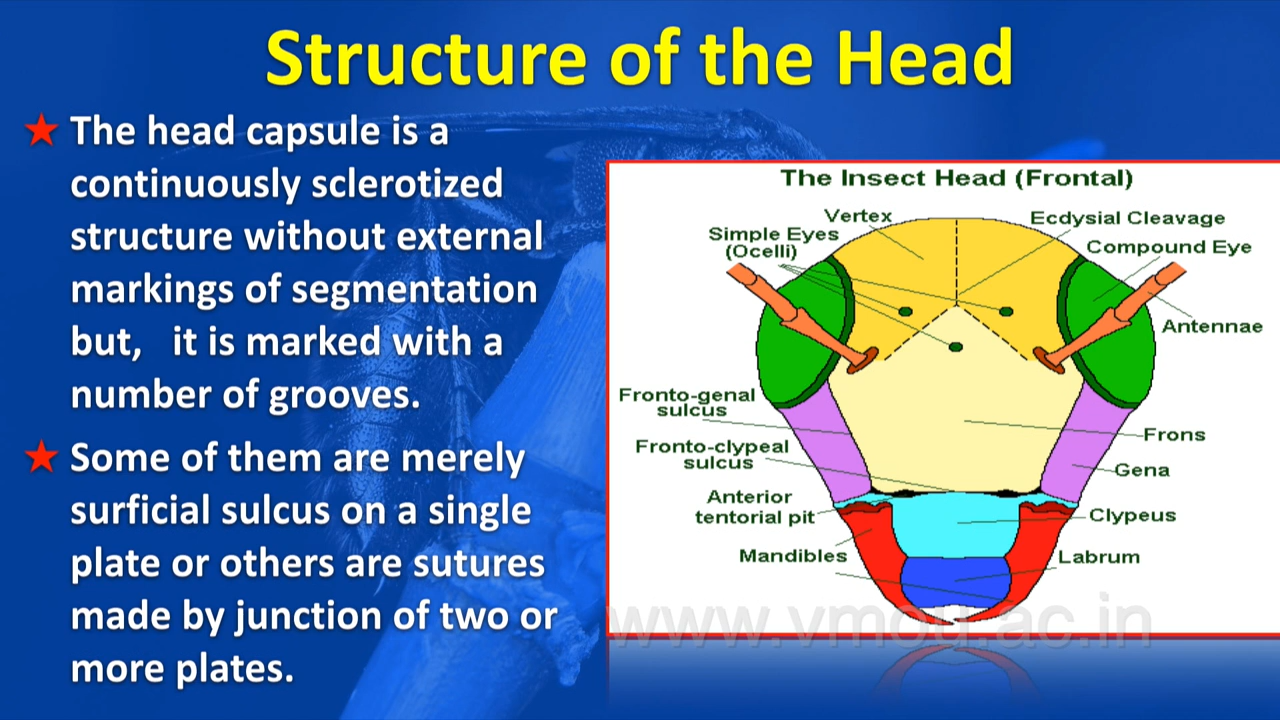 Structure of the Head
★ The head capsule is a
continuously sclerotized
structure without external
markings of segmentation
but, it is marked with a
number of grooves.
★ Some of them are merely
surficial sulcus on a single
plate or others are sutures
made by junction of two or
more plates.
The Insect Head (Frontal)
Vertex
Ecdysial Cleavage
Simple Eyes
(Ocelli)
Compound Eye
Antennae
Fronto-genal
sulcus
Frons
Fronto-clypeal
sulcus
Gena
Anterior
tentorial pit
Clypeus
Mandibles
Labrum
www.vmou.ac.in